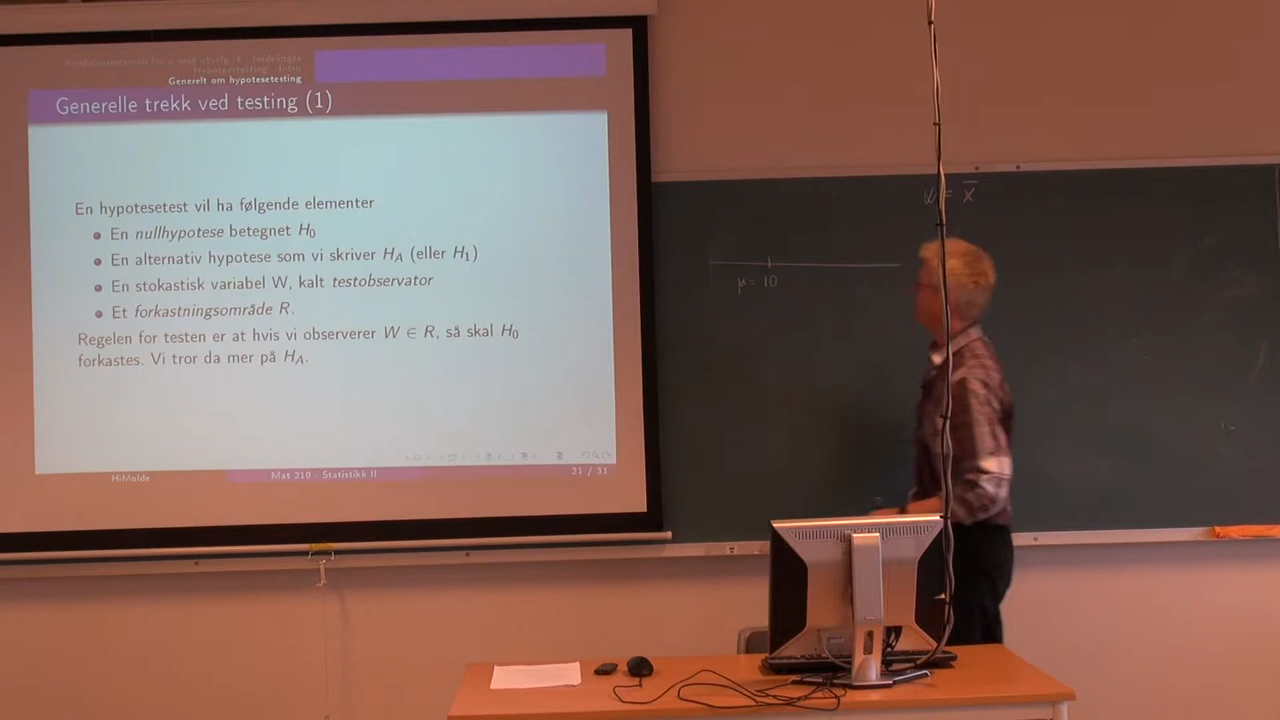 Generelt om hypotesetesting
Generelle trekk ved testing (1)
En hypotesetest vil ha følgende elementer
En nullhypotese betegnet H₀
En alternativ hypotese som vi skriver H_A (eller H₁)
En stokastisk variabel W, kalt testobservator
Et forkastningsområde R.
Regelen for testen er at hvis vi observerer W ∈ R, så skal H₀
forkastes. Vi tror da mer på H_A.
HiMolde Mat 210 - Statistikk II 21 / 31
W = x̄
μ = 10